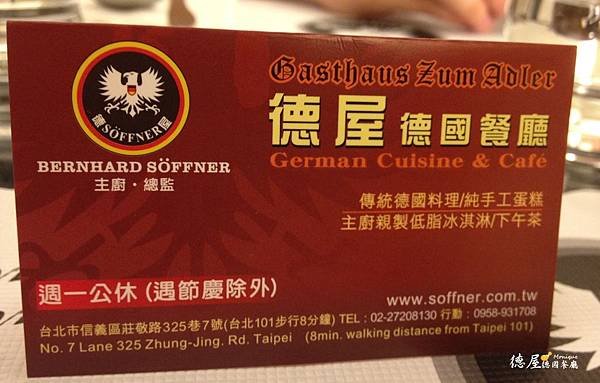 Gasthaus Zum Adler
德屋 德國餐廳
German Cuisine & Café
德 SÖFFNER 屋
BERNHARD SÖFFNER
主廚・總監
傳統德國料理/純手工蛋糕
主廚親製低脂冰淇淋/下午茶
週一公休 (遇節慶除外)
www.soffner.com.tw
台北市信義區莊敬路325巷7號(台北101步行8分鐘) TEL : 02-27208130 行動 : 0958-931708
No. 7 Lane 325 Zhung-Jing. Rd. Taipei (8min. walking distance from Taipei 101)
德屋 Monique
德國餐廳